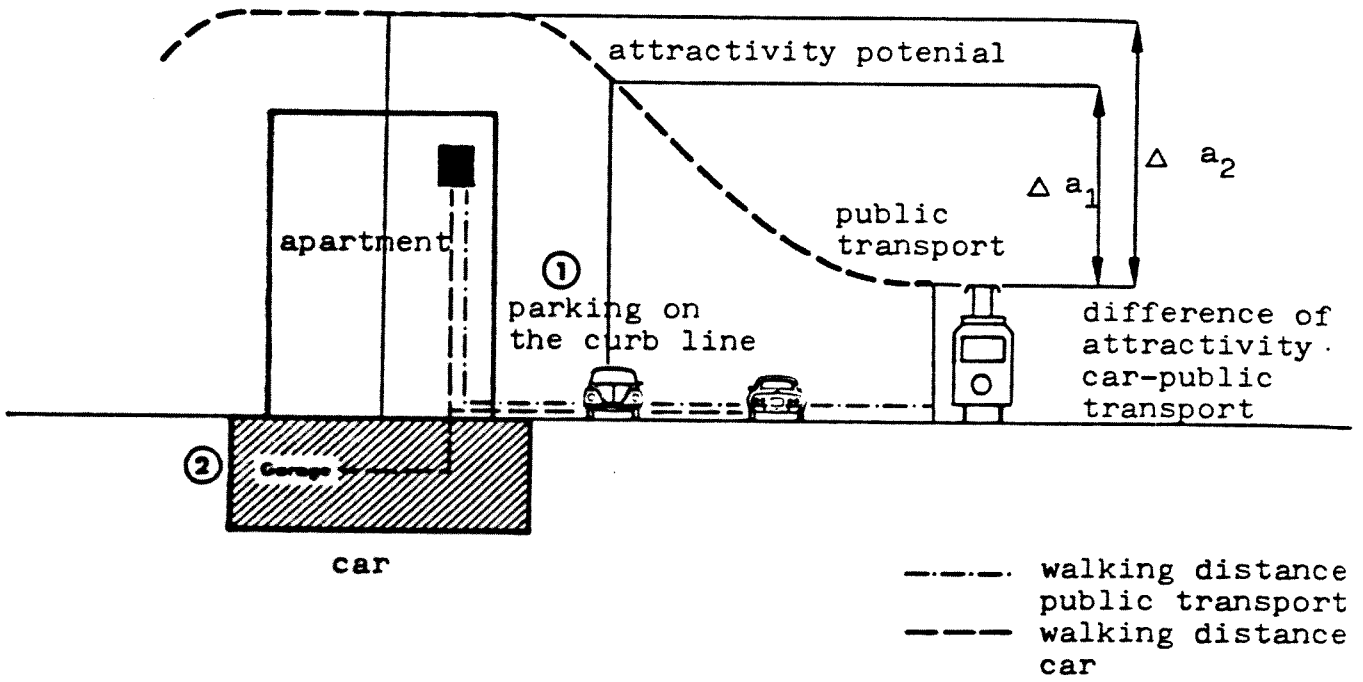 attractivity potenial
△ a2
△ a1
public
transport
apartment
①
parking on
the curb line
difference of
attractivity
car-public
transport
②
Garage
car
walking distance
public transport
walking distance
car